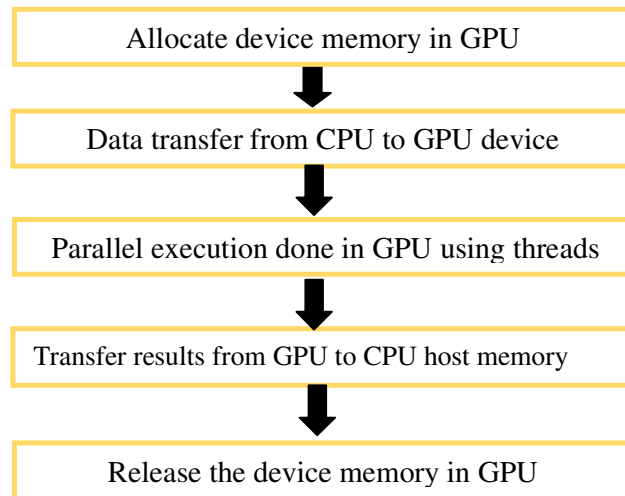 Allocate device memory in GPU
Data transfer from CPU to GPU device
Parallel execution done in GPU using threads
Transfer results from GPU to CPU host memory
Release the device memory in GPU